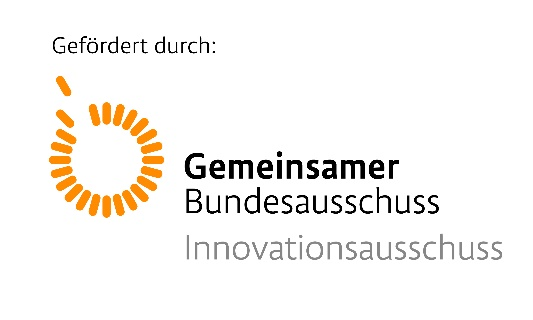 Gefördert durch:
Gemeinsamer
Bundesausschuss
Innovationsausschuss